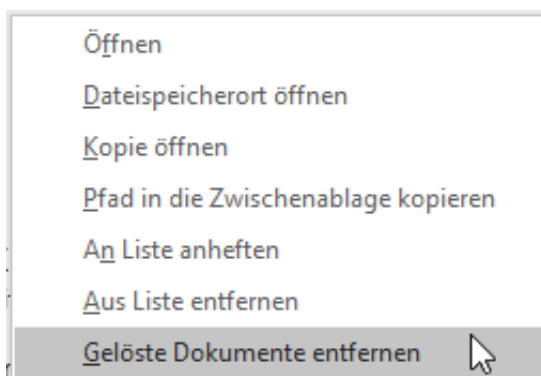 Öffnen
Dateispeicherort öffnen
Kopie öffnen
Pfad in die Zwischenablage kopieren
An Liste anheften
Aus Liste entfernen
Gelöste Dokumente entfernen